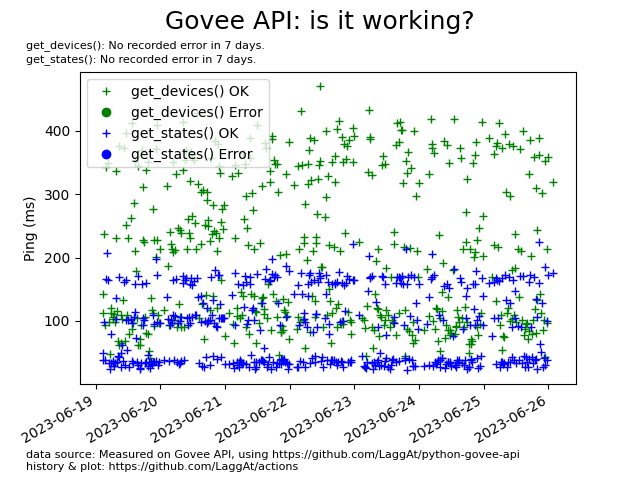 Govee API: is it working?
get_devices(): No recorded error in 7 days.
get_states(): No recorded error in 7 days.
get_devices() OK
get_devices() Error
get_states() OK
get_states() Error
400
300
200
100
Ping (ms)
2023-06-19
2023-06-20
2023-06-21
2023-06-22
2023-06-23
2023-06-24
2023-06-25
2023-06-26
data source: Measured on Govee API, using https://github.com/LaggAt/python-govee-api
history & plot: https://github.com/LaggAt/actions